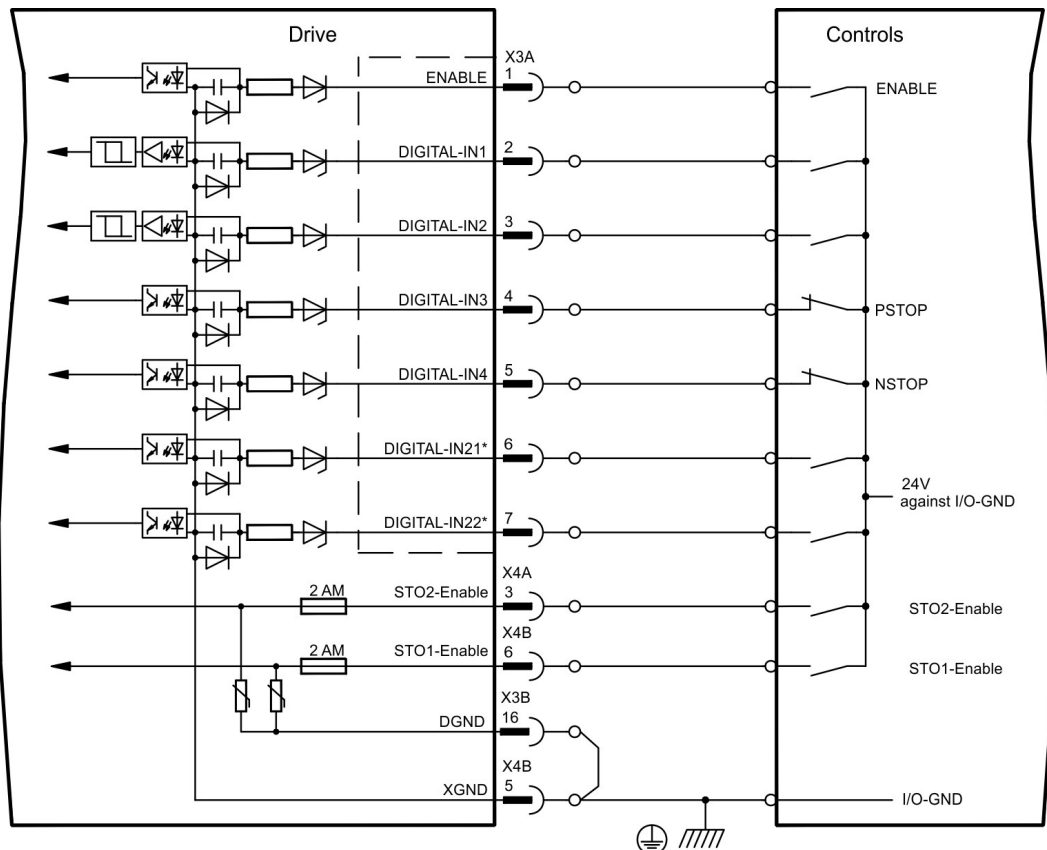 Drive
Controls
X3A
ENABLE
1
ENABLE
DIGITAL-IN1
2
DIGITAL-IN2
3
DIGITAL-IN3
4
PSTOP
DIGITAL-IN4
5
NSTOP
DIGITAL-IN21*
6
24V
against I/O-GND
DIGITAL-IN22*
7
X4A
2 AM
STO2-Enable
3
STO2-Enable
X4B
2 AM
STO1-Enable
6
STO1-Enable
X3B
DGND
16
X4B
XGND
5
I/O-GND